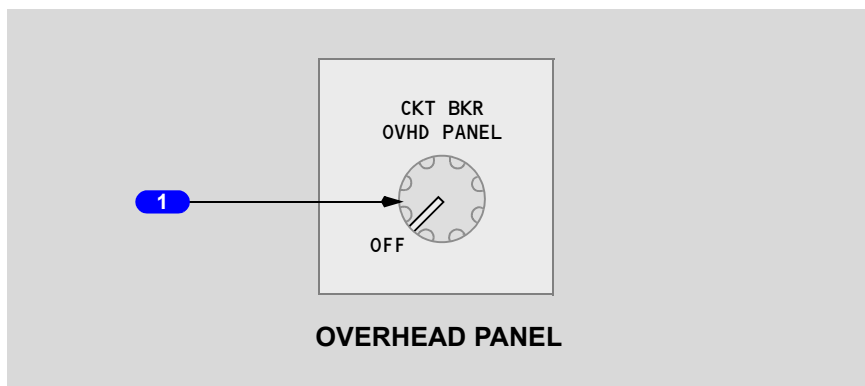 CKT BKR
OVHD PANEL
1
OFF
OVERHEAD PANEL